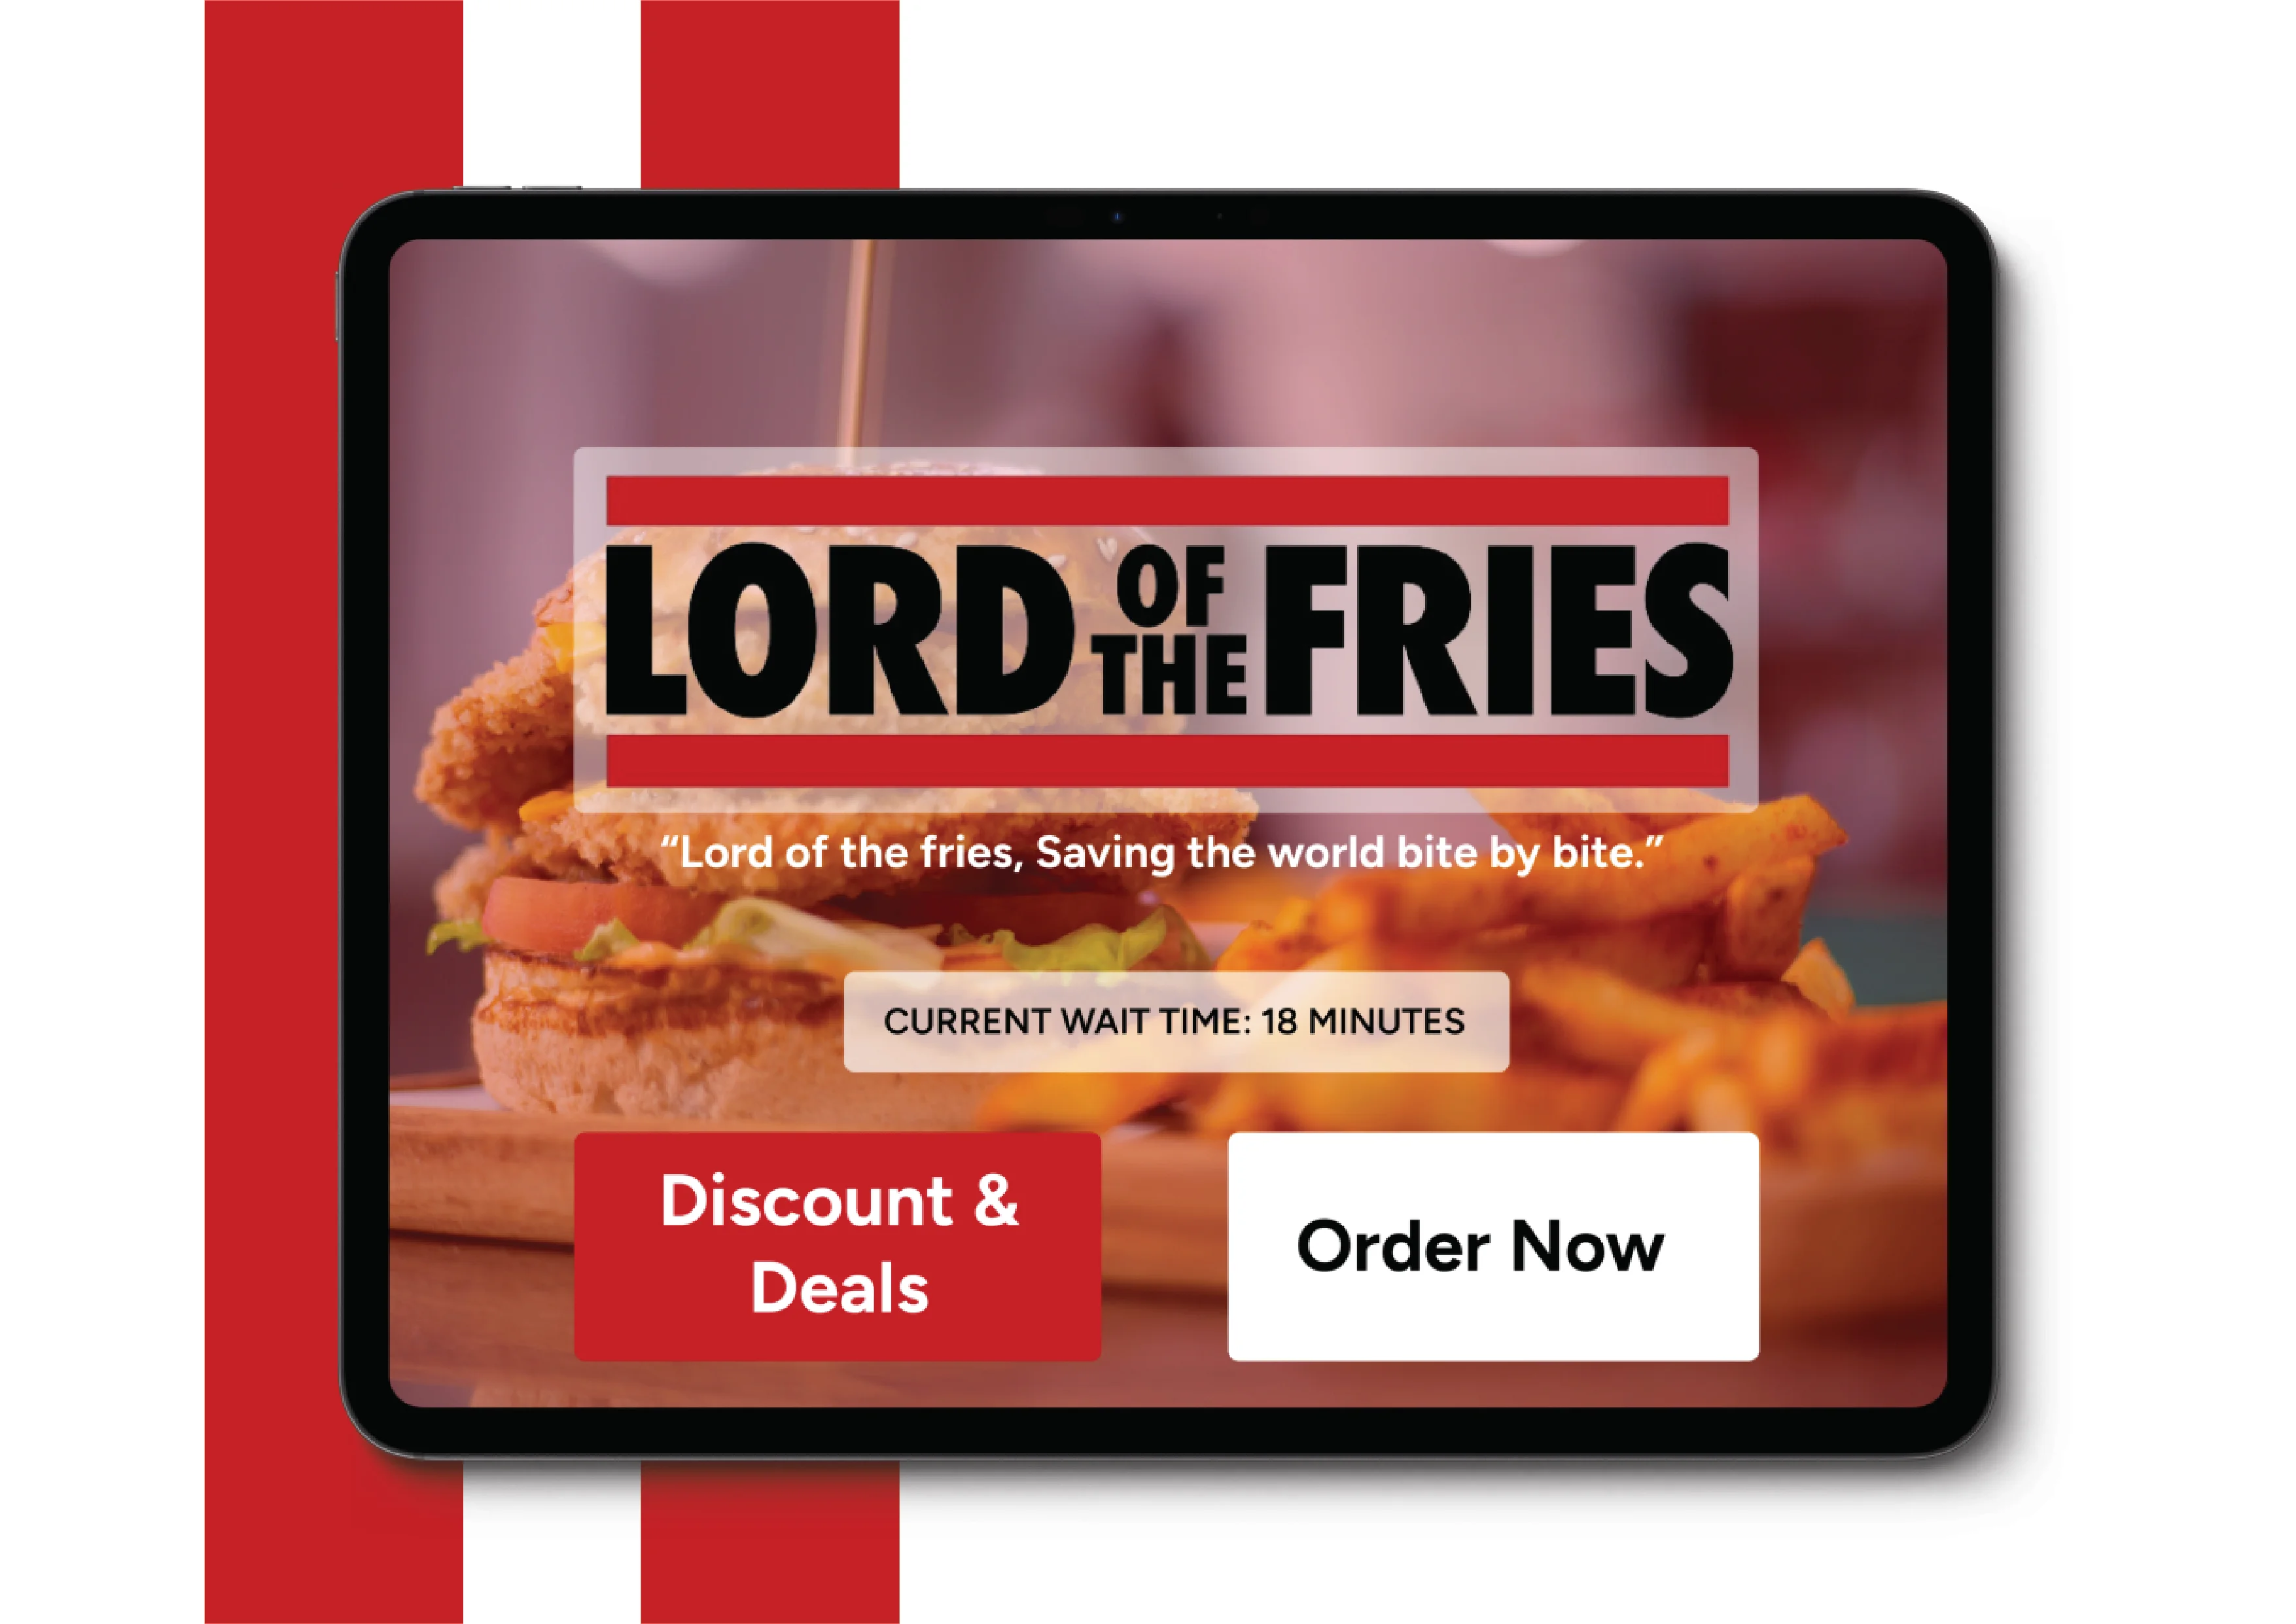 LORD OF THE FRIES
“Lord of the fries, Saving the world bite by bite.”
CURRENT WAIT TIME: 18 MINUTES
Discount &
Deals
Order Now